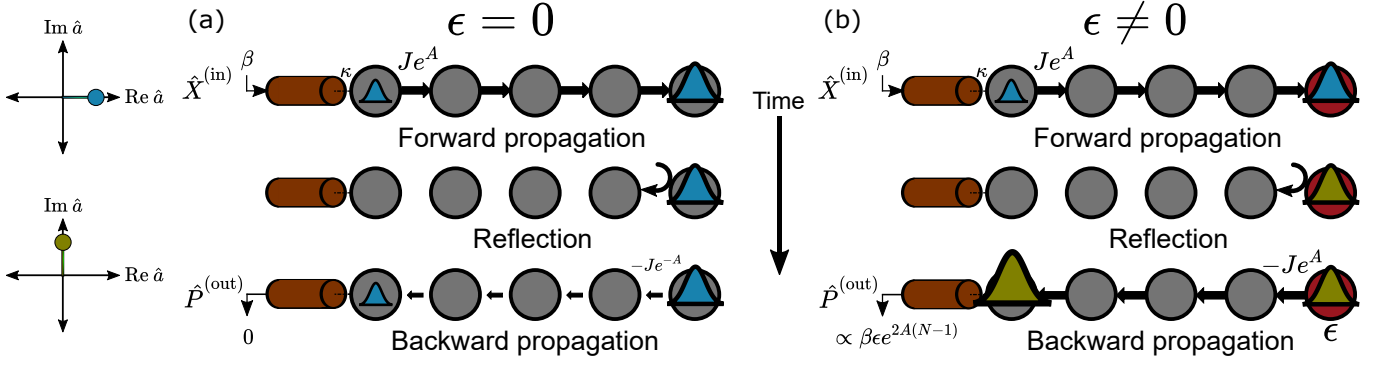 Im â
Re â
Im â
Re â
(a)
ϵ = 0
X̂^(in)
β
κ
Je^A
Forward propagation
Reflection
P̂^(out)
0
−Je^−A
Backward propagation
Time
(b)
ϵ ≠ 0
X̂^(in)
β
κ
Je^A
Forward propagation
Reflection
P̂^(out)
∝ βϵe^2A(N−1)
−Je^A
ϵ
Backward propagation